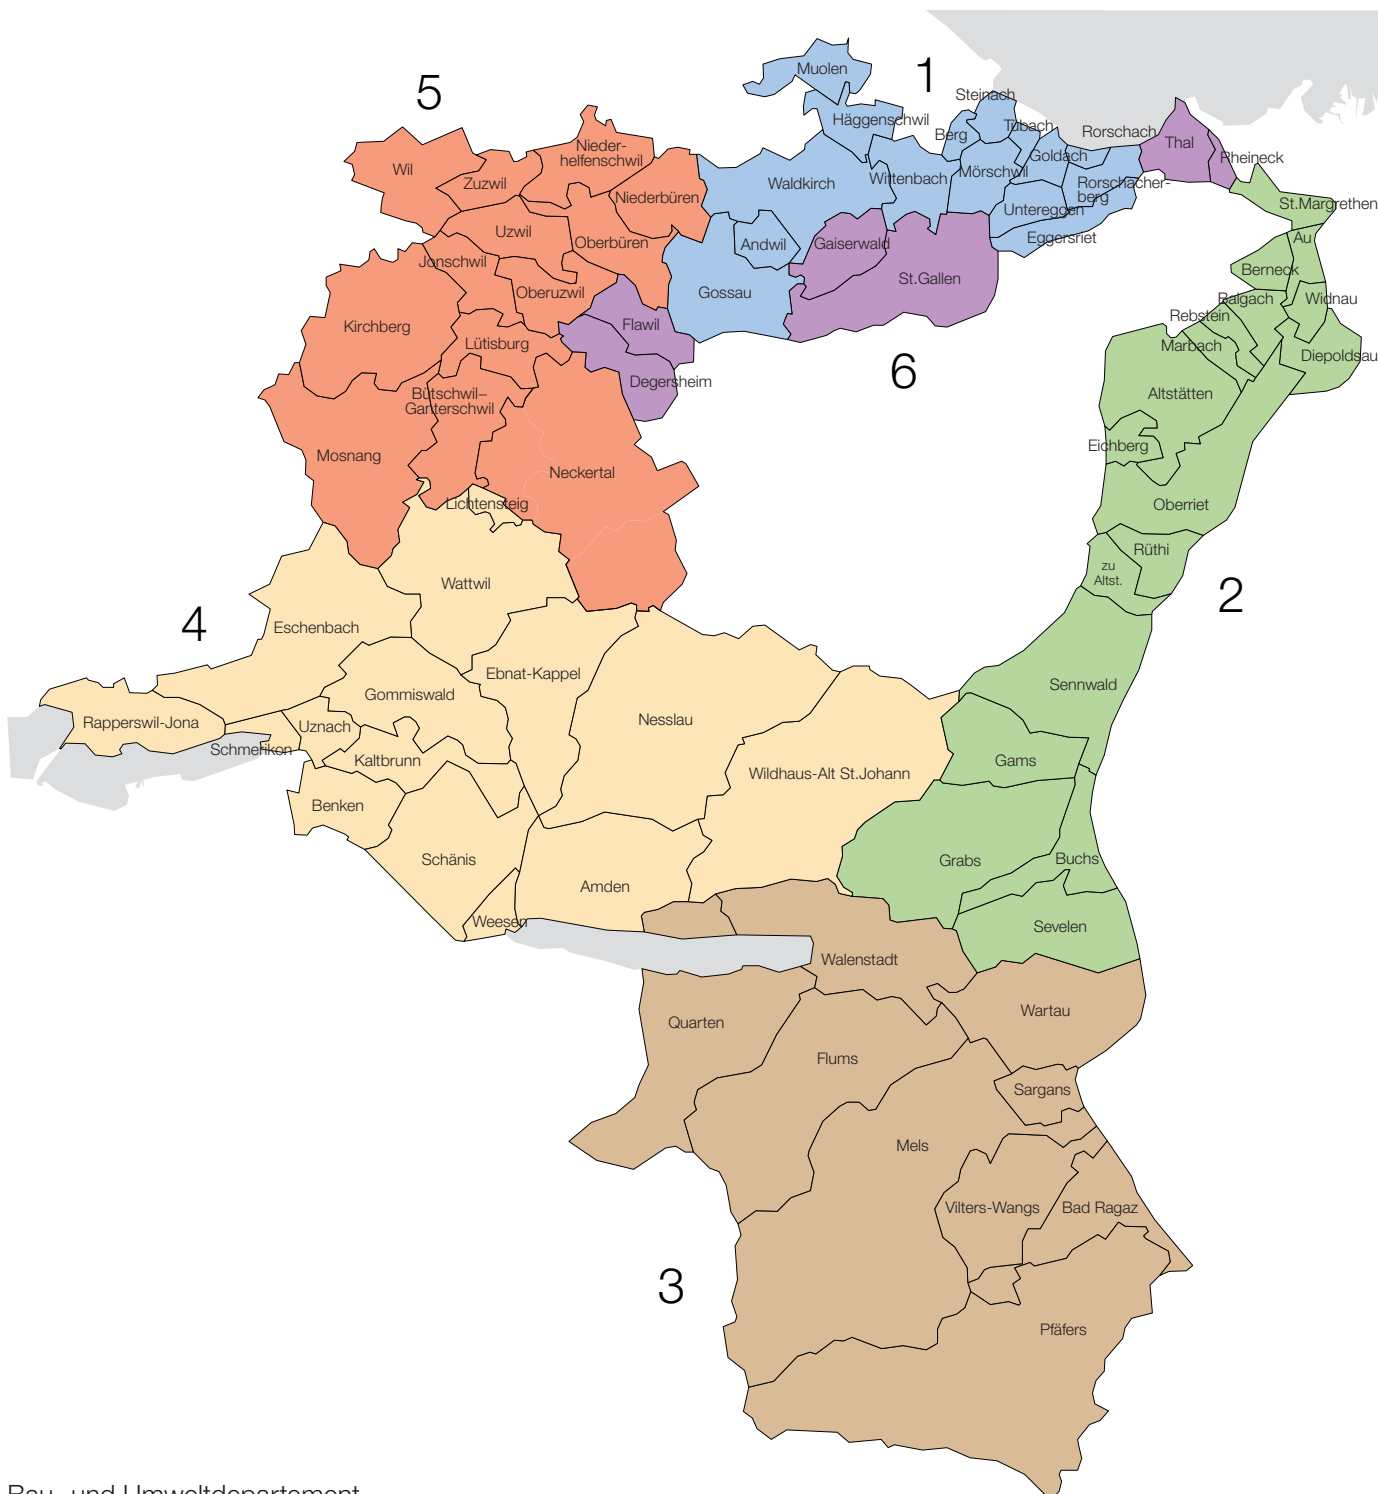 1
5
Muolen
Steinach
Häggenschwil
Berg
Tübach
Rorschach
Goldach
Thal
Rheineck
Nieder-
helfenschwil
Wil
Zuzwil
Niederbüren
Waldkirch
Wittenbach
Mörschwil
Rorschacher-
berg
Untereggen
Eggersriet
St.Margrethen
Uzwil
Oberbüren
Andwil
Gaiserwald
Au
Jonschwil
Berneck
Oberuzwil
Gossau
St.Gallen
Balgach
Widnau
Kirchberg
Flawil
Rebstein
Lütisburg
Marbach
Diepoldsau
6
Degersheim
Bütschwil–
Ganterschwil
Altstätten
Mosnang
Neckertal
Eichberg
Lichtensteig
Oberriet
Rüthi
zu
Altst.
2
Wattwil
4
Eschenbach
Ebnat-Kappel
Sennwald
Gommiswald
Rapperswil-Jona
Uznach
Nesslau
Schmerikon
Kaltbrunn
Gams
Wildhaus-Alt St.Johann
Benken
Schänis
Grabs
Buchs
Amden
Weesen
Sevelen
Walenstadt
Quarten
Wartau
Flums
Sargans
Mels
Vilters-Wangs
Bad Ragaz
3
Pfäfers
Bau- und Umweltdepartement